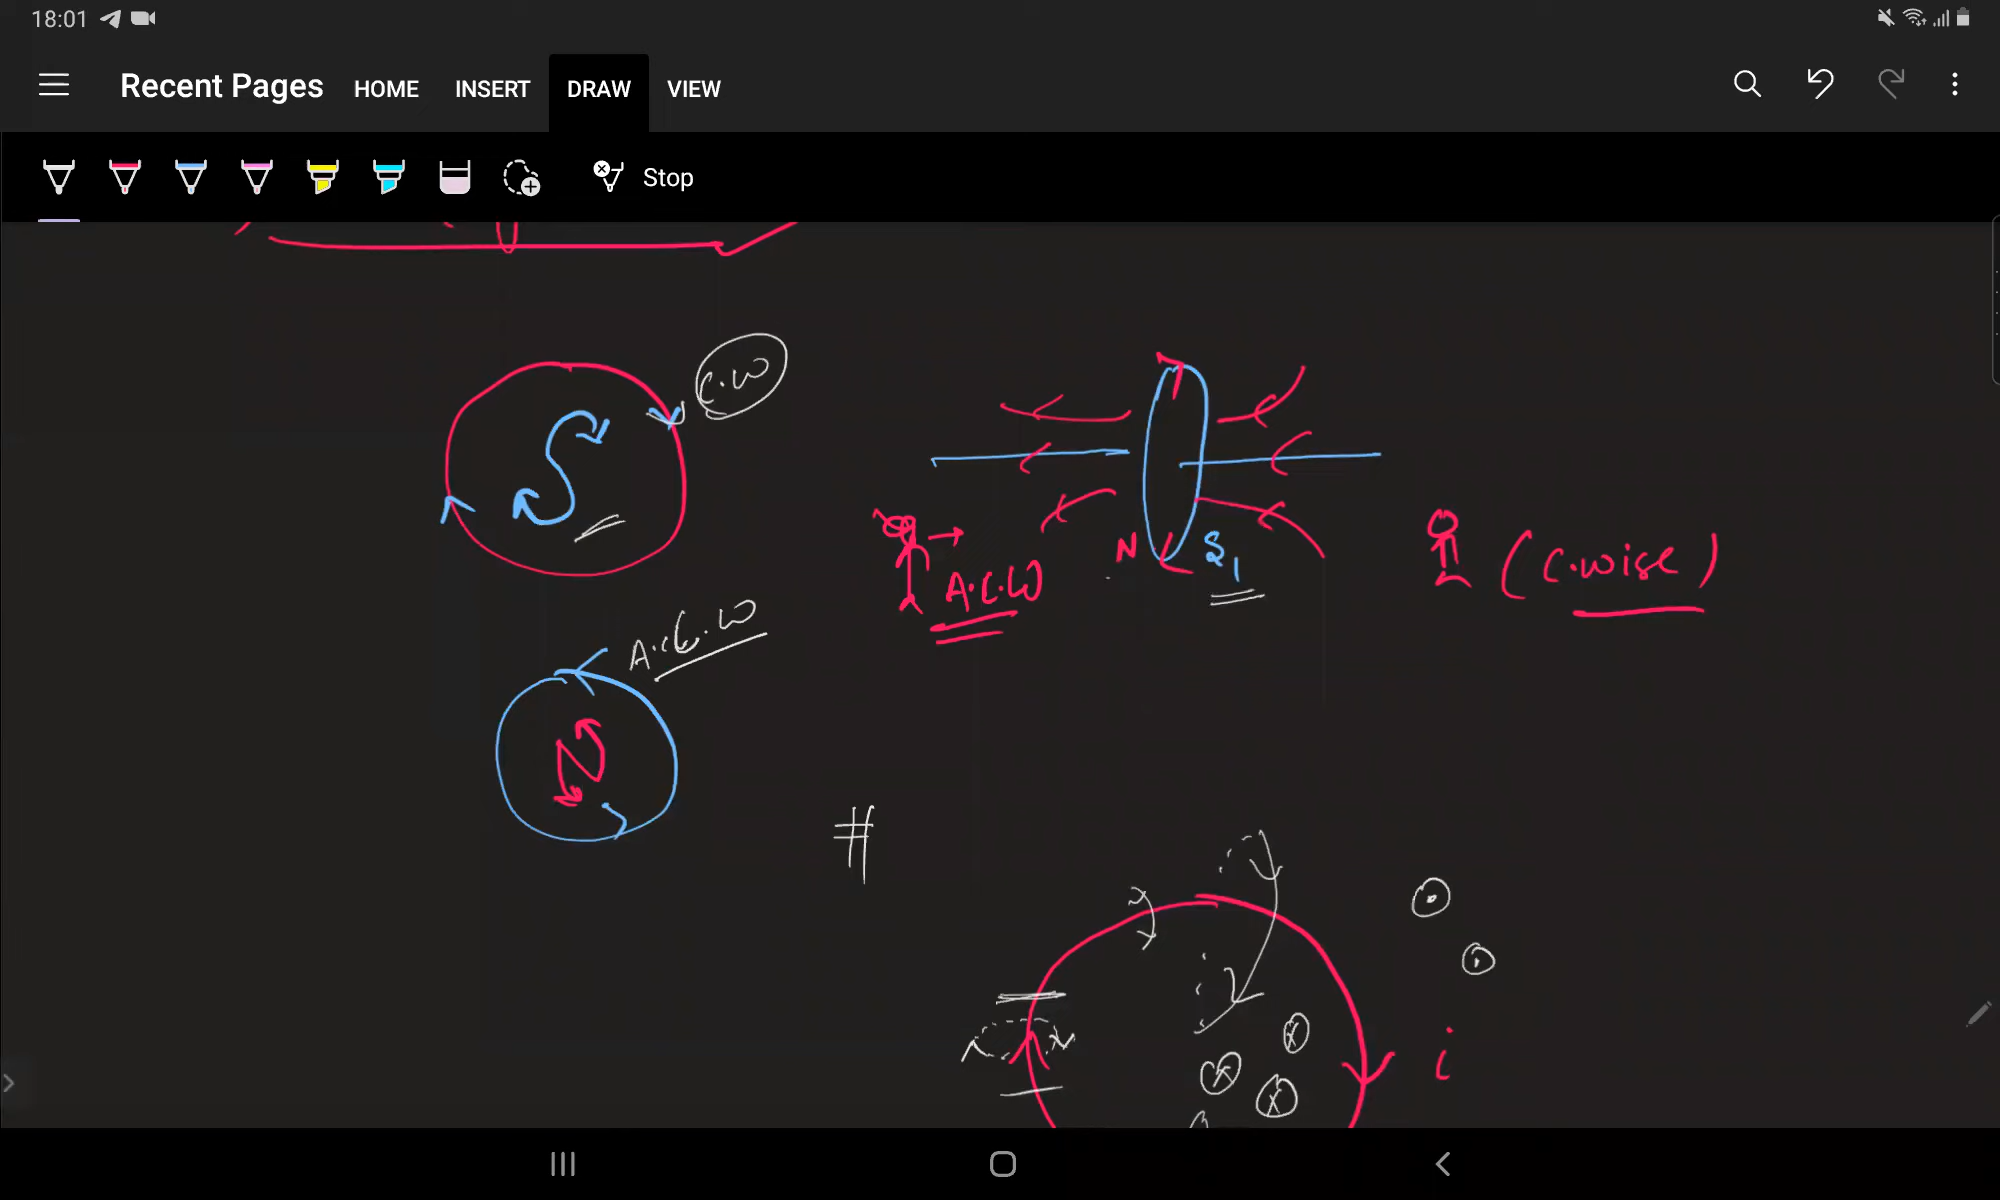 18:01
Recent Pages HOME INSERT DRAW VIEW
Stop
C.W
S
N S
A.C.W
(C.wise)
A.C.W
N
#
i